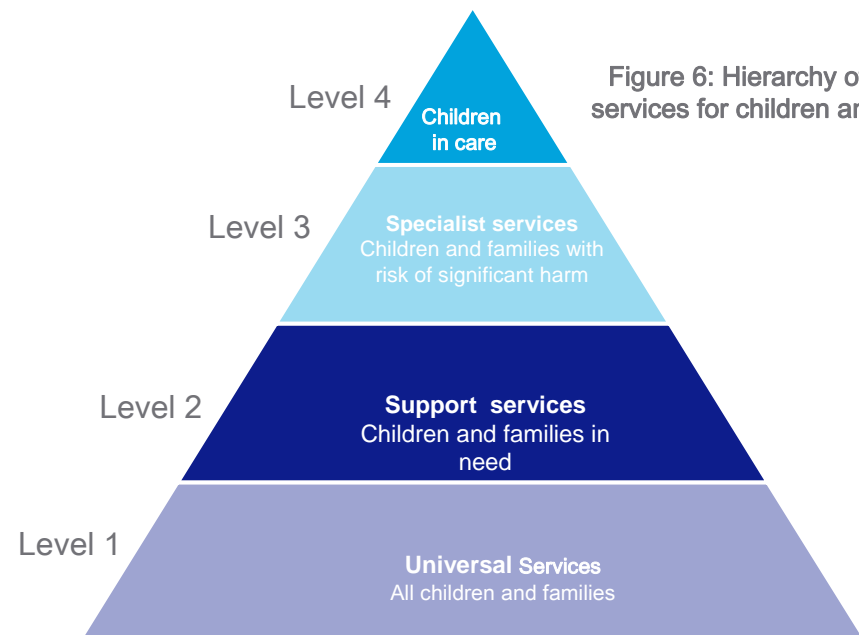 Figure 6: Hierarchy o
services for children ar
Level 4
Children
in care
Level 3
Specialist services
Children and families with
risk of significant harm
Level 2
Support services
Children and families in
need
Level 1
Universal Services
All children and families